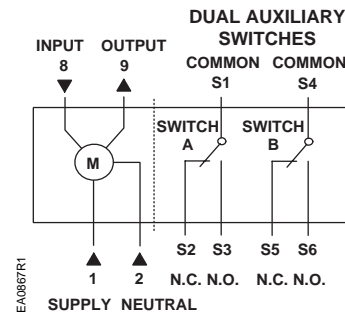 DUAL AUXILIARY
SWITCHES
INPUT OUTPUT
8 9
COMMON COMMON
S1 S4
SWITCH
A
SWITCH
B
M
S2 S3 S5 S6
1 2 N.C. N.O. N.C. N.O.
SUPPLY NEUTRAL
EA0867R1